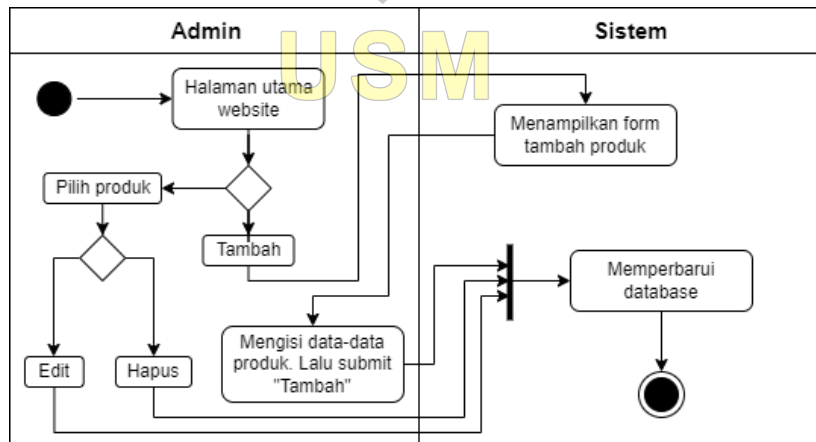 Admin
Sistem
USM
Halaman utama
website
Menampilkan form
tambah produk
Pilih produk
Tambah
Memperbarui
database
Mengisi data-data
produk. Lalu submit
"Tambah"
Edit
Hapus